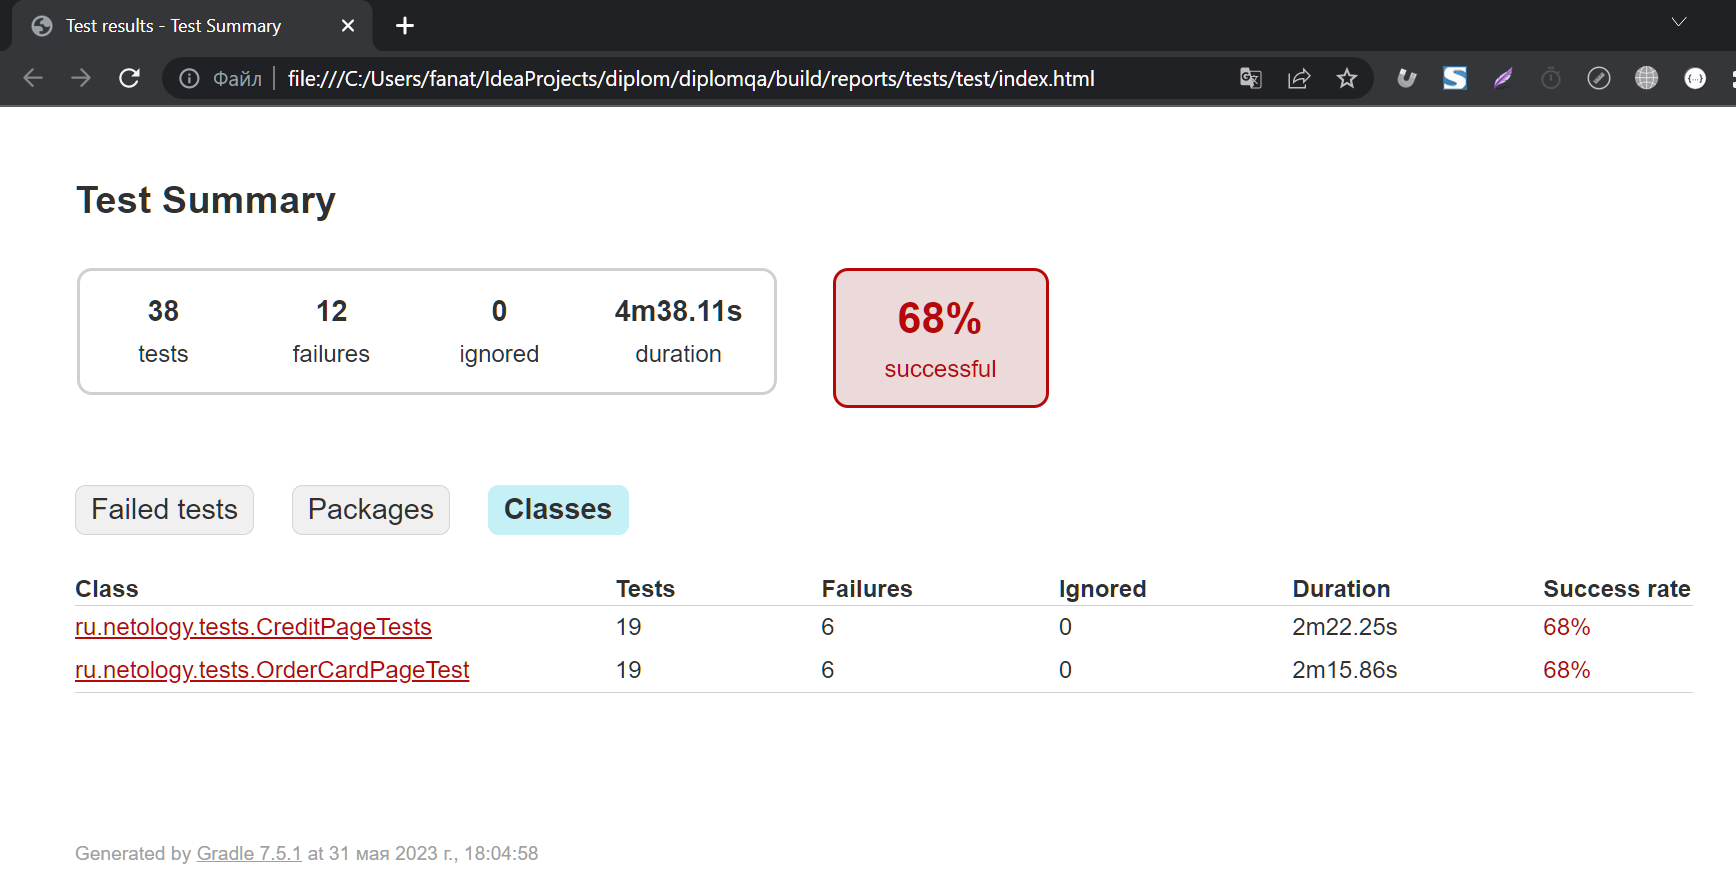 Test results - Test Summary
Файл file:///C:/Users/fanat/IdeaProjects/diplom/diplomqa/build/reports/tests/test/index.html
Test Summary
38 12 0 4m38.11s
tests failures ignored duration
68%
successful
Failed tests Packages Classes
Class Tests Failures Ignored Duration Success rate
ru.netology.tests.CreditPageTests 19 6 0 2m22.25s 68%
ru.netology.tests.OrderCardPageTest 19 6 0 2m15.86s 68%
Generated by Gradle 7.5.1 at 31 мая 2023 г., 18:04:58